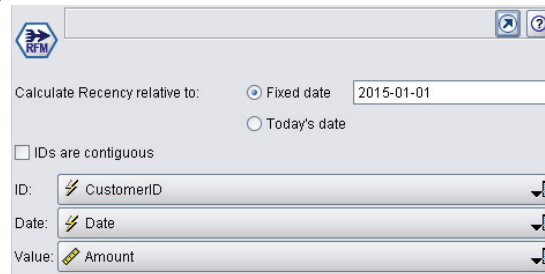 RFM
?
Calculate Recency relative to: Fixed date 2015-01-01
Today's date
IDs are contiguous
ID: CustomerID
Date: Date
Value: Amount